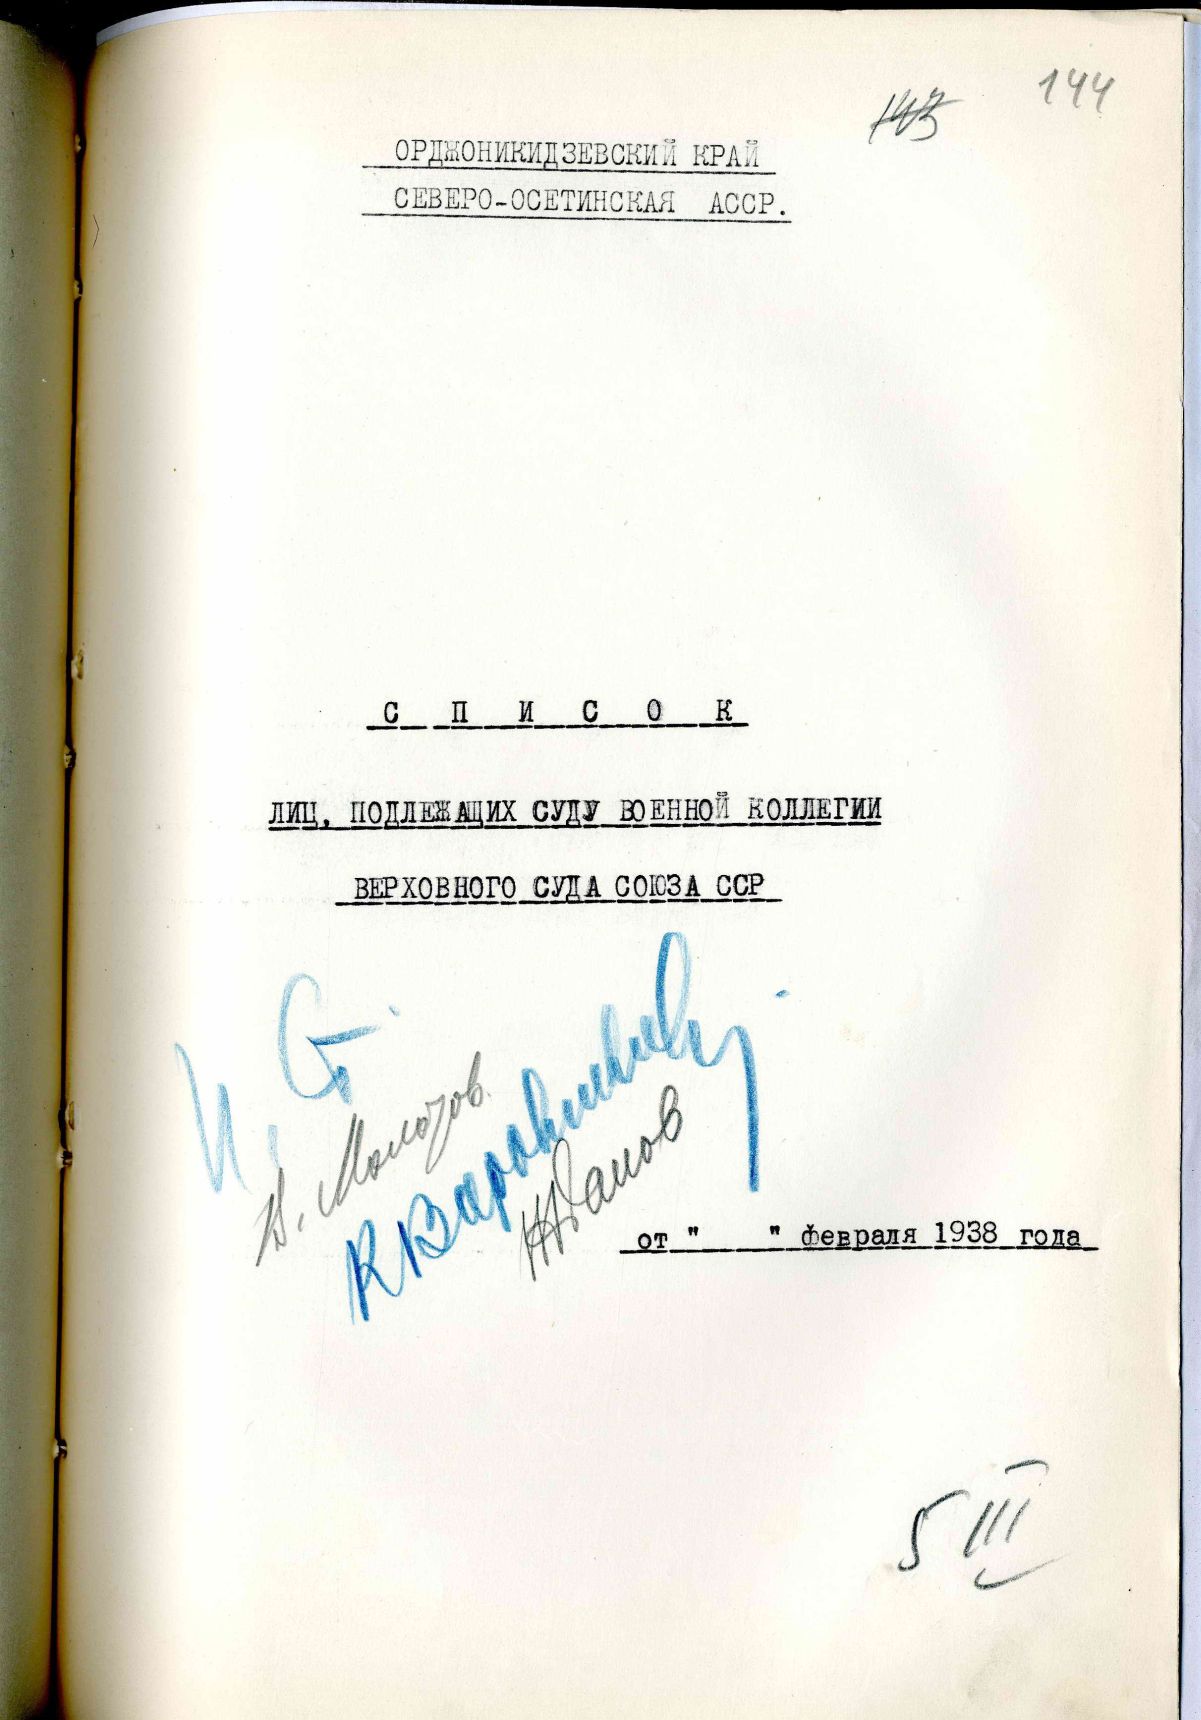 144
143
ОРДЖОНИКИДЗЕВСКИЙ КРАЙ
СЕВЕРО-ОСЕТИНСКАЯ АССР.
С П И С О К
ЛИЦ, ПОДЛЕЖАЩИХ СУДУ ВОЕННОЙ КОЛЛЕГИИ
ВЕРХОВНОГО СУДА СОЮЗА ССР
И. Ст.
В. Молотов.
К Ворошилов
Жданов
от " " февраля 1938 года
5 III